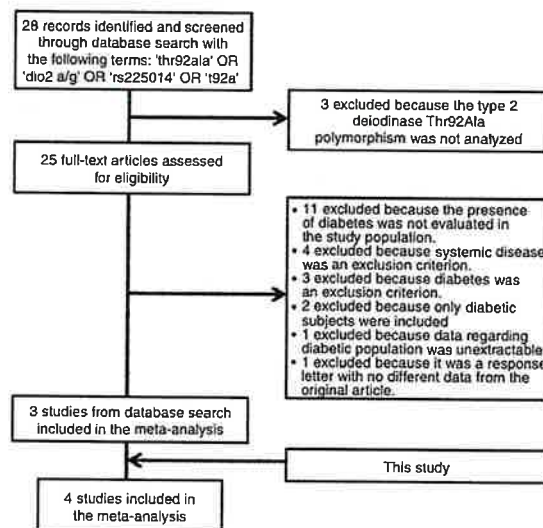 28 records identified and screened
through database search with
the following terms: 'thr92ala' OR
'dio2 a/g' OR 'rs225014' OR 't92a'
3 excluded because the type 2
deiodinase Thr92Ala
polymorphism was not analyzed
25 full-text articles assessed
for eligibility
• 11 excluded because the presence
of diabetes was not evaluated in
the study population.
• 4 excluded because systemic disease
was an exclusion criterion.
• 3 excluded because diabetes was
an exclusion criterion.
• 2 excluded because only diabetic
subjects were included
• 1 excluded because data regarding
diabetic population was unextractable
• 1 excluded because it was a response
letter with no different data from the
original article.
3 studies from database search
included in the meta-analysis
This study
4 studies included in
the meta-analysis